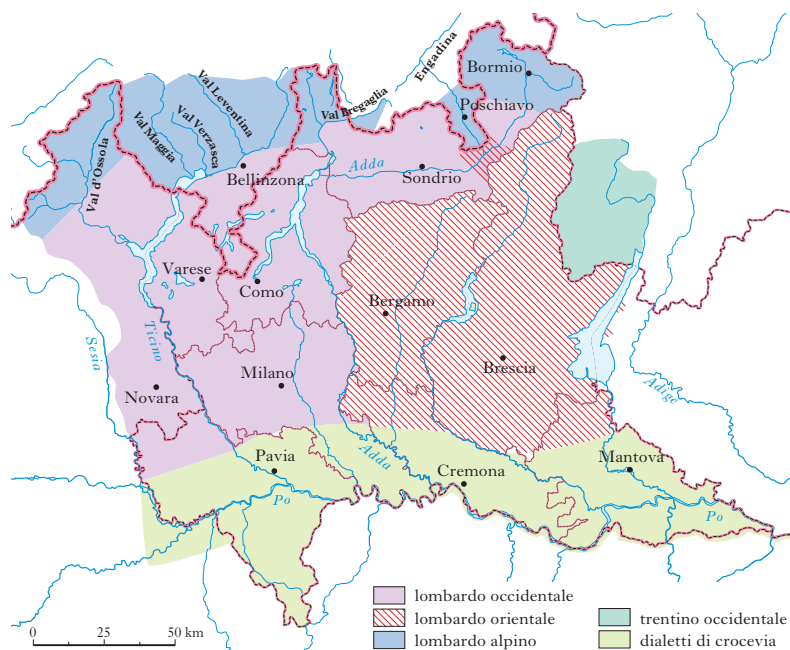 Bormio
Engadina
Poschiavo
Val Bregaglia
Val Leventina
Val Verzasca
Val Maggia
Val d'Ossola
Bellinzona
Adda
Sondrio
Varese
Como
Bergamo
Sesia
Ticino
Milano
Brescia
Novara
Adige
Pavia
Adda
Cremona
Mantova
Po
Po
lombardo occidentale
lombardo orientale
lombardo alpino
trentino occidentale
dialetti di crocevia
0 25 50 km